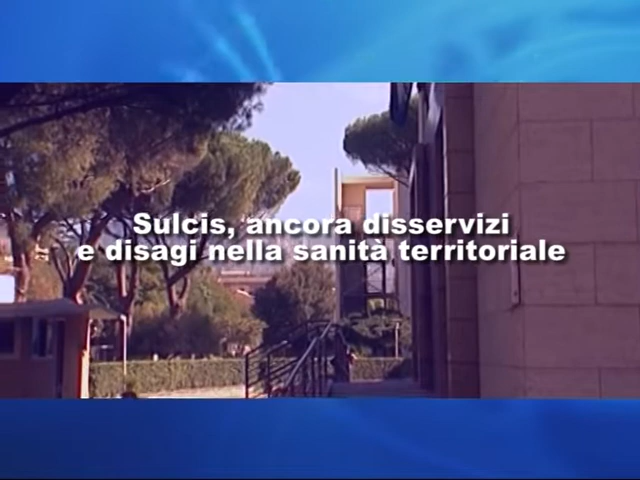 Sulcis, ancora disservizi
e disagi nella sanità territoriale